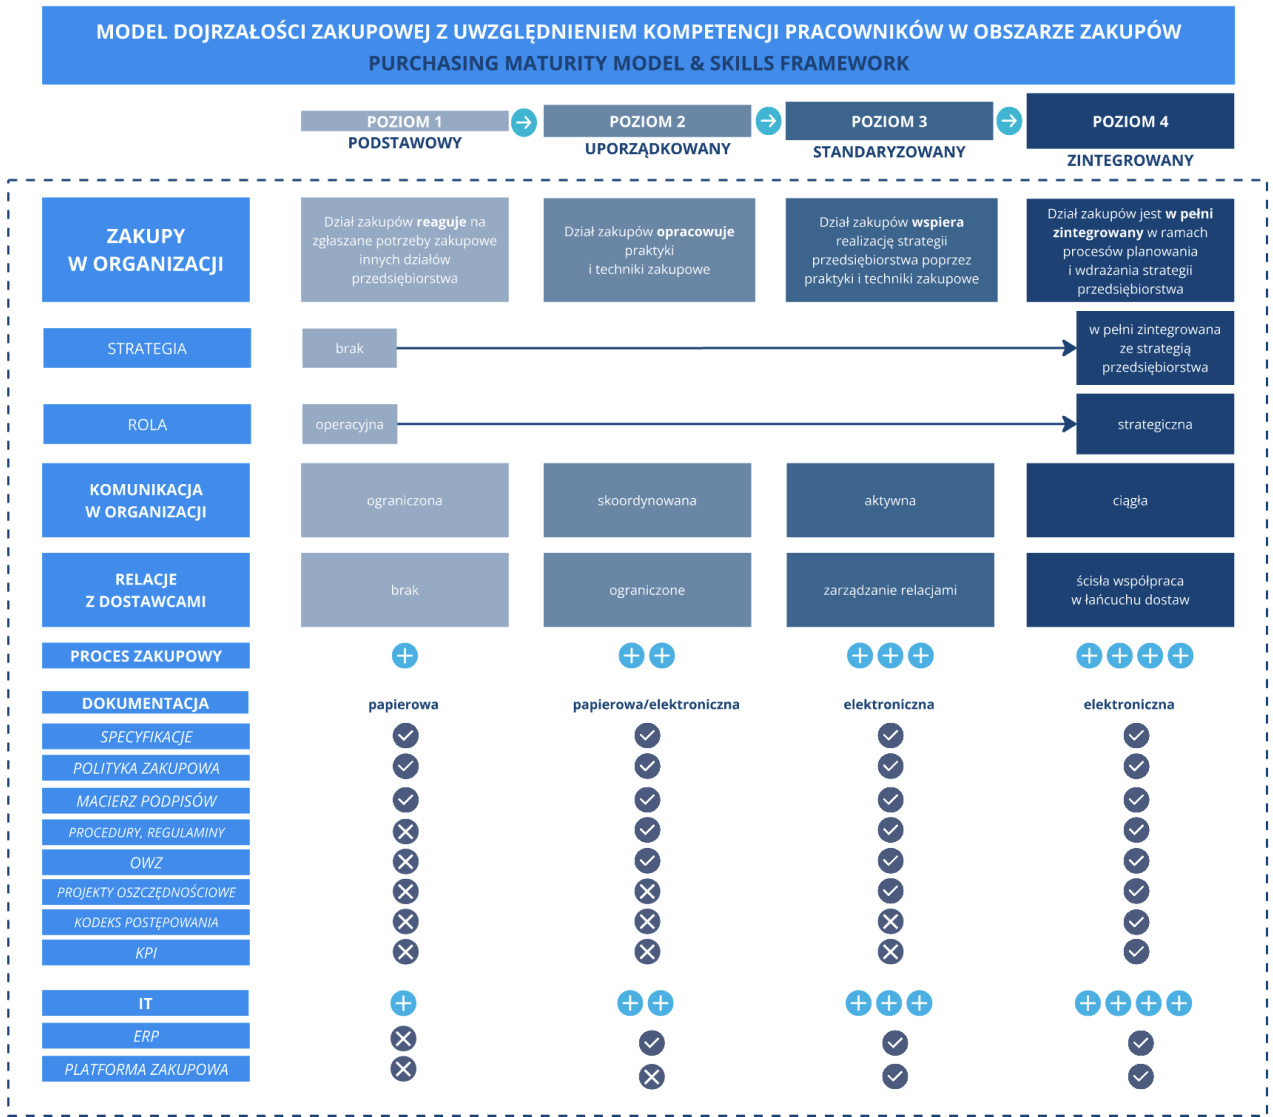 MODEL DOJRZAŁOŚCI ZAKUPOWEJ Z UWZGLĘDNIENIEM KOMPETENCJI PRACOWNIKÓW W OBSZARZE ZAKUPÓW
PURCHASING MATURITY MODEL & SKILLS FRAMEWORK
POZIOM 1
PODSTAWOWY
POZIOM 2
UPORZĄDKOWANY
POZIOM 3
STANDARYZOWANY
POZIOM 4
ZINTEGROWANY
ZAKUPY
W ORGANIZACJI
Dział zakupów reaguje na
zgłaszane potrzeby zakupowe
innych działów
przedsiębiorstwa
Dział zakupów opracowuje
praktyki
i techniki zakupowe
Dział zakupów wspiera
realizację strategii
przedsiębiorstwa poprzez
praktyki i techniki zakupowe
Dział zakupów jest w pełni
zintegrowany w ramach
procesów planowania
i wdrażania strategii
przedsiębiorstwa
STRATEGIA
brak
w pełni zintegrowana
ze strategią
przedsiębiorstwa
ROLA
operacyjna
strategiczna
KOMUNIKACJA
W ORGANIZACJI
ograniczona
skoordynowana
aktywna
ciągła
RELACJE
Z DOSTAWCAMI
brak
ograniczone
zarządzanie relacjami
ścisła współpraca
w łańcuchu dostaw
PROCES ZAKUPOWY
DOKUMENTACJA
papierowa
papierowa/elektroniczna
elektroniczna
elektroniczna
SPECYFIKACJE
POLITYKA ZAKUPOWA
MACIERZ PODPISÓW
PROCEDURY, REGULAMINY
OWZ
PROJEKTY OSZCZĘDNOŚCIOWE
KODEKS POSTĘPOWANIA
KPI
IT
ERP
PLATFORMA ZAKUPOWA